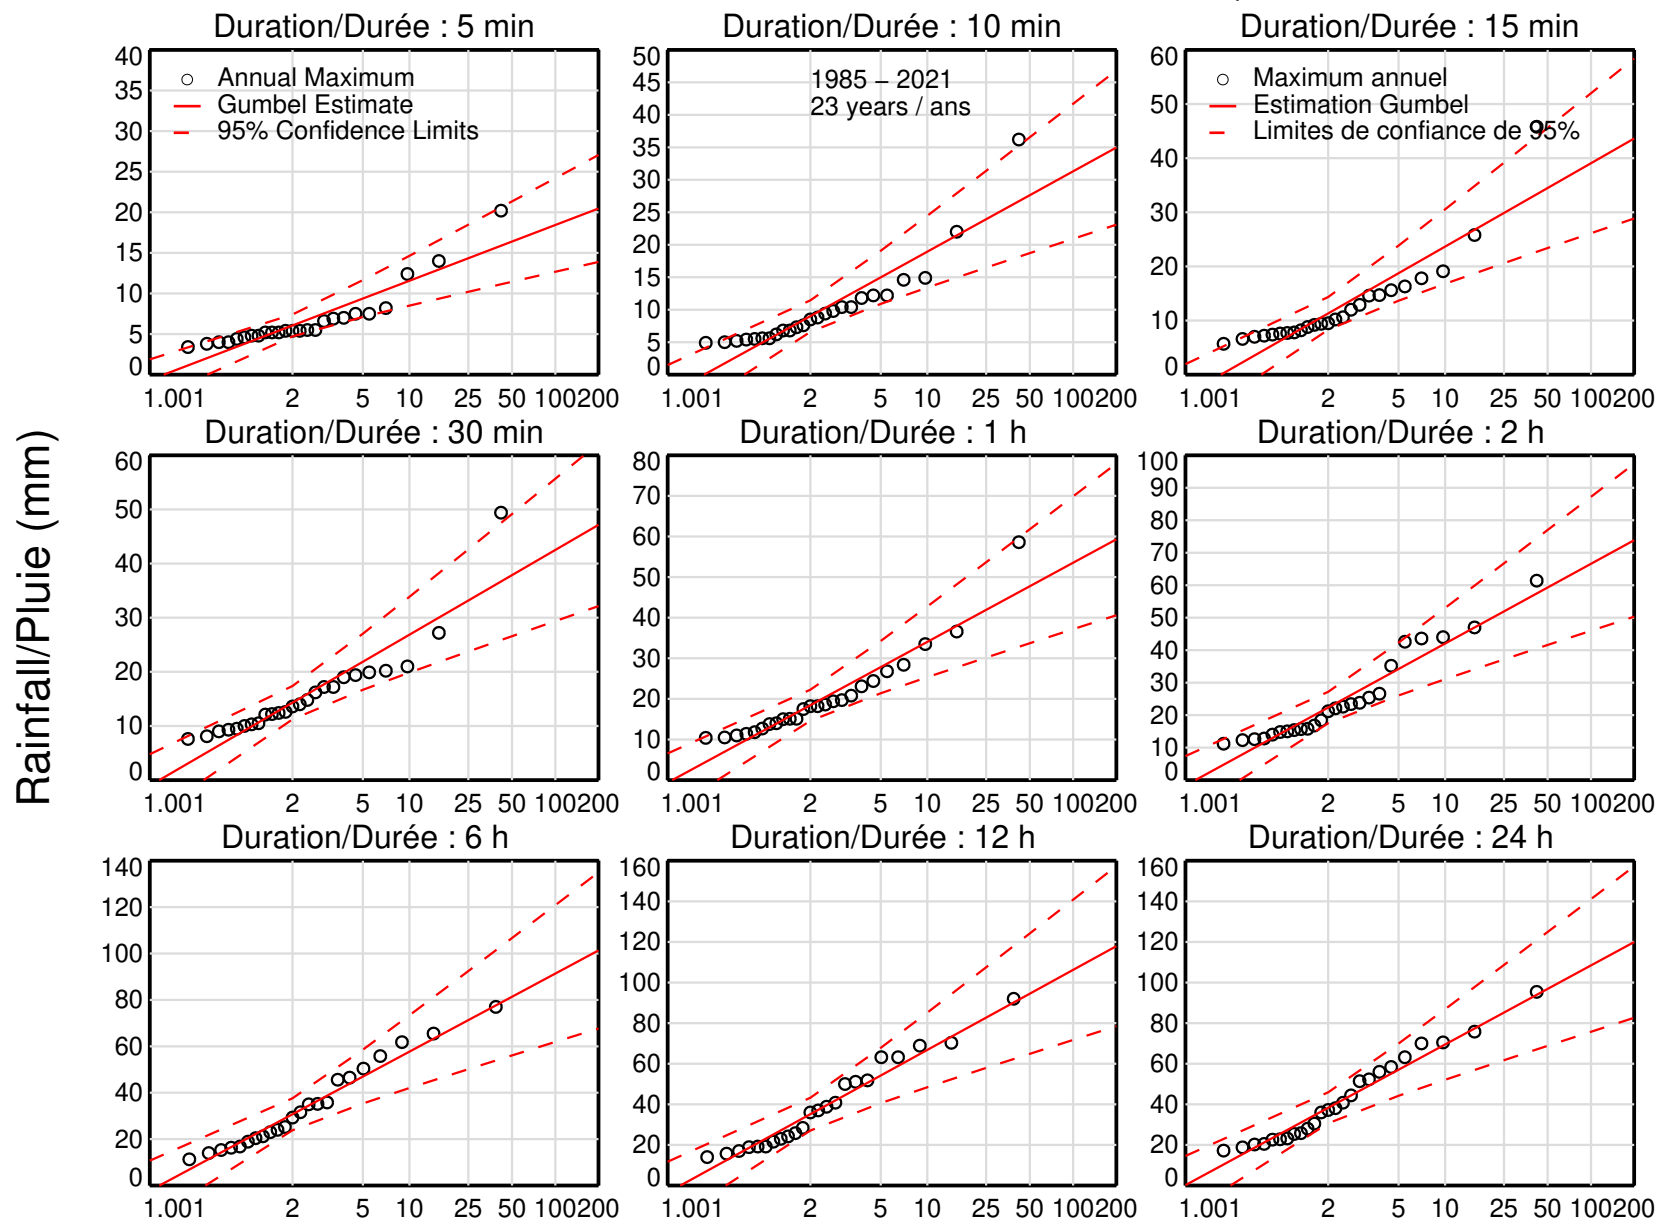 Duration/Durée : 5 min
Duration/Durée : 10 min
Duration/Durée : 15 min
40
35
30
25
20
15
10
5
0
Annual Maximum
Gumbel Estimate
95% Confidence Limits
1.001 2 5 10 25 50 100200
50
45
40
35
30
25
20
15
10
5
0
1985 – 2021
23 years / ans
1.001 2 5 10 25 50 100200
60
50
40
30
20
10
0
Maximum annuel
Estimation Gumbel
Limites de confiance de 95%
1.001 2 5 10 25 50 100200
Rainfall/Pluie (mm)
Duration/Durée : 30 min
Duration/Durée : 1 h
Duration/Durée : 2 h
60
50
40
30
20
10
0
1.001 2 5 10 25 50 100200
80
70
60
50
40
30
20
10
0
1.001 2 5 10 25 50 100200
100
90
80
70
60
50
40
30
20
10
0
1.001 2 5 10 25 50 100200
Duration/Durée : 6 h
Duration/Durée : 12 h
Duration/Durée : 24 h
140
120
100
80
60
40
20
0
1.001 2 5 10 25 50 100200
160
140
120
100
80
60
40
20
0
1.001 2 5 10 25 50 100200
160
140
120
100
80
60
40
20
0
1.001 2 5 10 25 50 100200